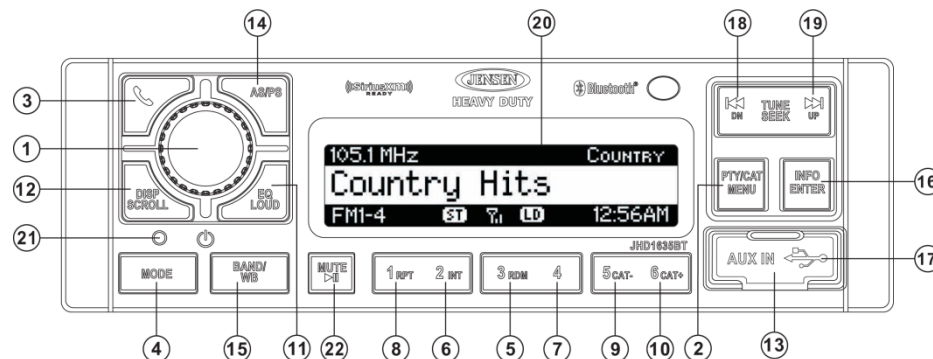 14
20
18
19
3
AS/PS
((SiriusXM))
READY
JENSEN
HEAVY DUTY
Bluetooth®
DN
TUNE
SEEK
UP
1
105.1 MHz
COUNTRY
Country Hits
FM1-4
ST
LD
12:56AM
12
DISP
SCROLL
EQ
LOUD
PTY/CAT
MENU
INFO
ENTER
16
21
JHD1635BT
MODE
BAND/
WB
MUTE
1 RPT
2 INT
3 RDM
4
5 CAT-
6 CAT+
AUX IN
17
4
15
11
22
8
6
5
7
9
10
2
13